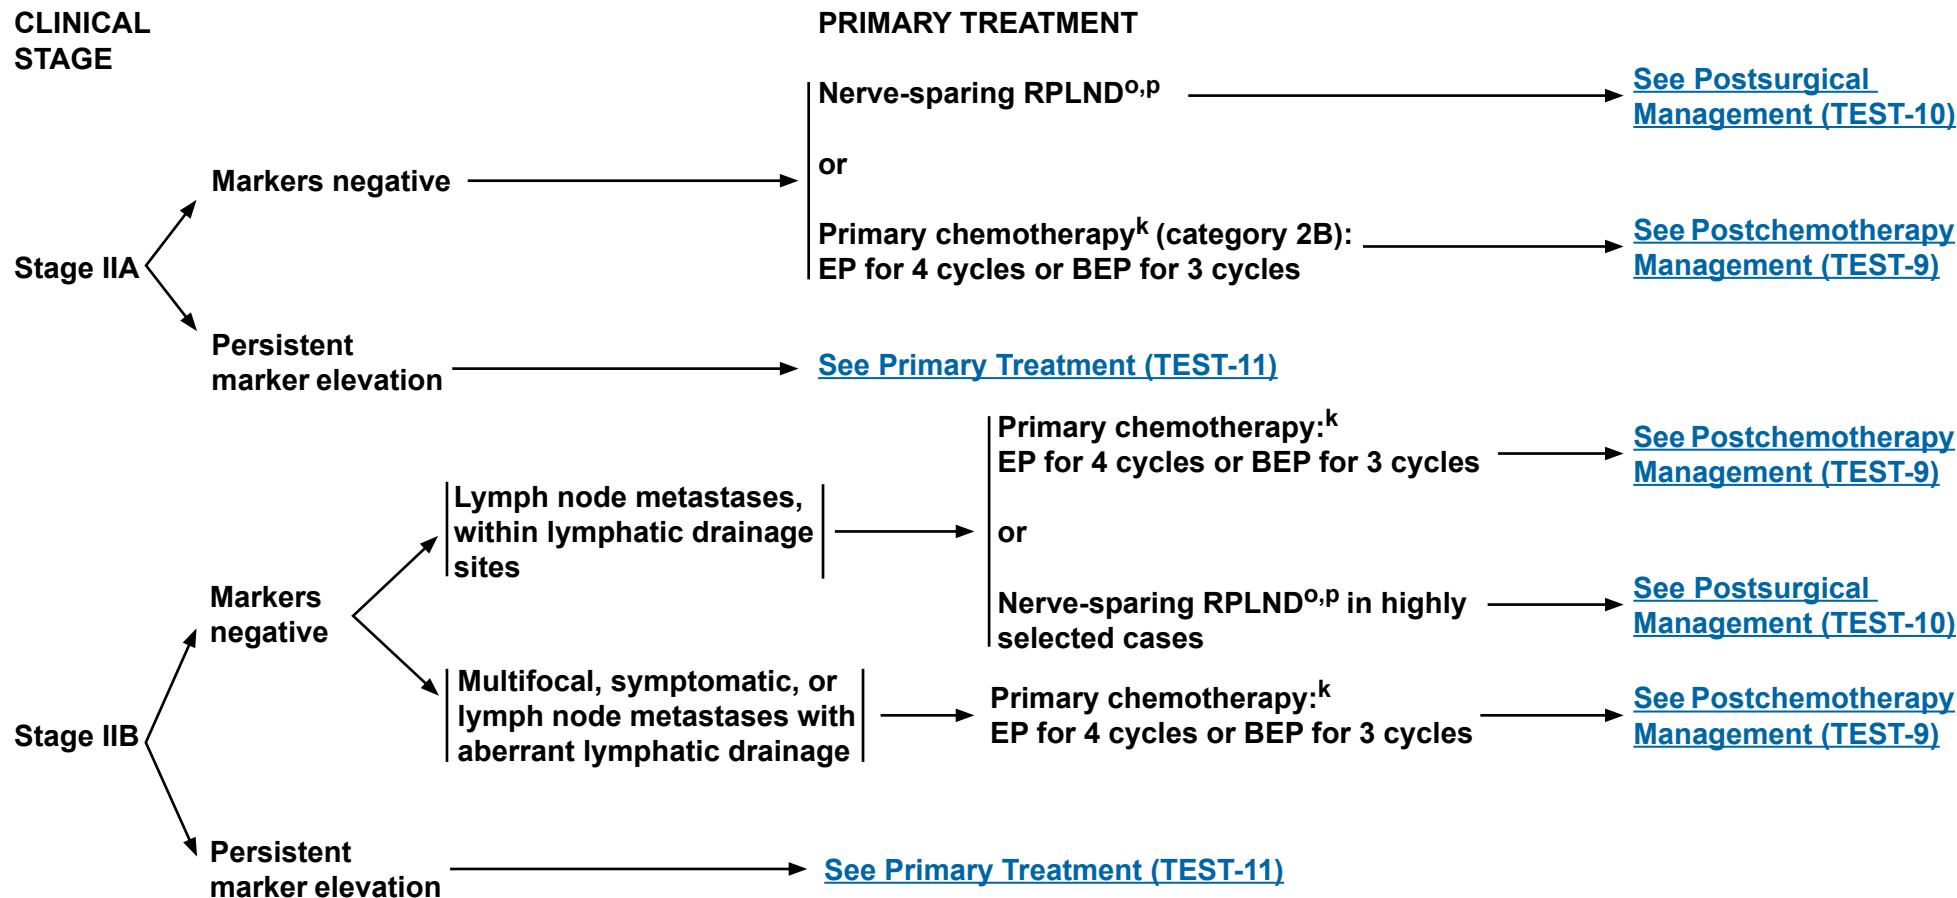 CLINICAL
STAGE
PRIMARY TREATMENT
Nerve-sparing RPLNDᵒ,ᵖ
See Postsurgical
Management (TEST-10)
or
Markers negative
Primary chemotherapyᵏ (category 2B):
EP for 4 cycles or BEP for 3 cycles
See Postchemotherapy
Management (TEST-9)
Stage IIA
Persistent
marker elevation
See Primary Treatment (TEST-11)
Primary chemotherapy:ᵏ
EP for 4 cycles or BEP for 3 cycles
See Postchemotherapy
Management (TEST-9)
Lymph node metastases,
within lymphatic drainage
sites
or
Markers
negative
Nerve-sparing RPLNDᵒ,ᵖ in highly
selected cases
See Postsurgical
Management (TEST-10)
Multifocal, symptomatic, or
lymph node metastases with
aberrant lymphatic drainage
Primary chemotherapy:ᵏ
EP for 4 cycles or BEP for 3 cycles
See Postchemotherapy
Management (TEST-9)
Stage IIB
Persistent
marker elevation
See Primary Treatment (TEST-11)